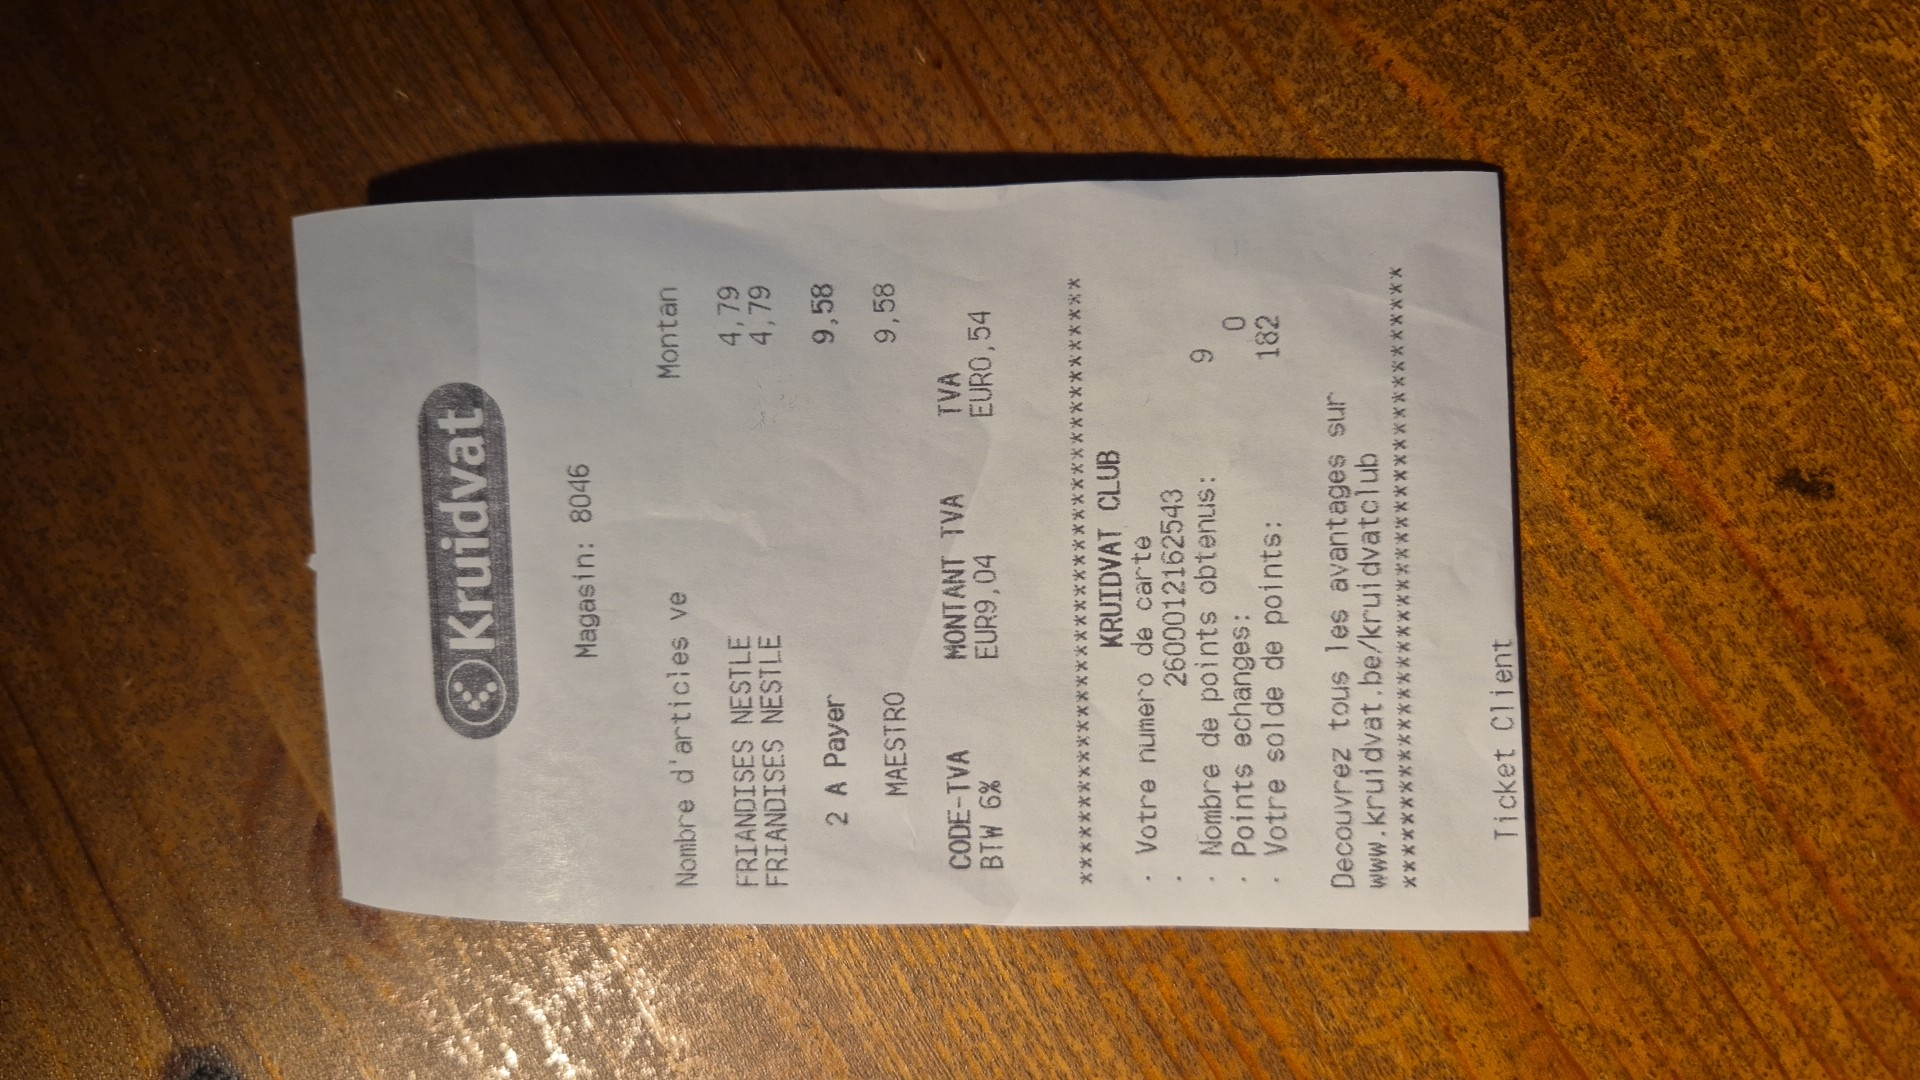 Kruidvat
Magasin: 8046
Nombre d'articles ve Montan
FRIANDISES NESTLE 4,79
FRIANDISES NESTLE 4,79
2 A Payer 9,58
MAESTRO 9,58
CODE-TVA MONTANT TVA TVA
BTW 6% EUR9,04 EURO,54
***************************************
KRUIDVAT CLUB
. Votre numero de carte
. 2600012162543
. Nombre de points obtenus: 9
. Points echanges: 0
. Votre solde de points: 182
Decouvrez tous les avantages sur
www.kruidvat.be/kruidvatclub
***************************************
Ticket Client